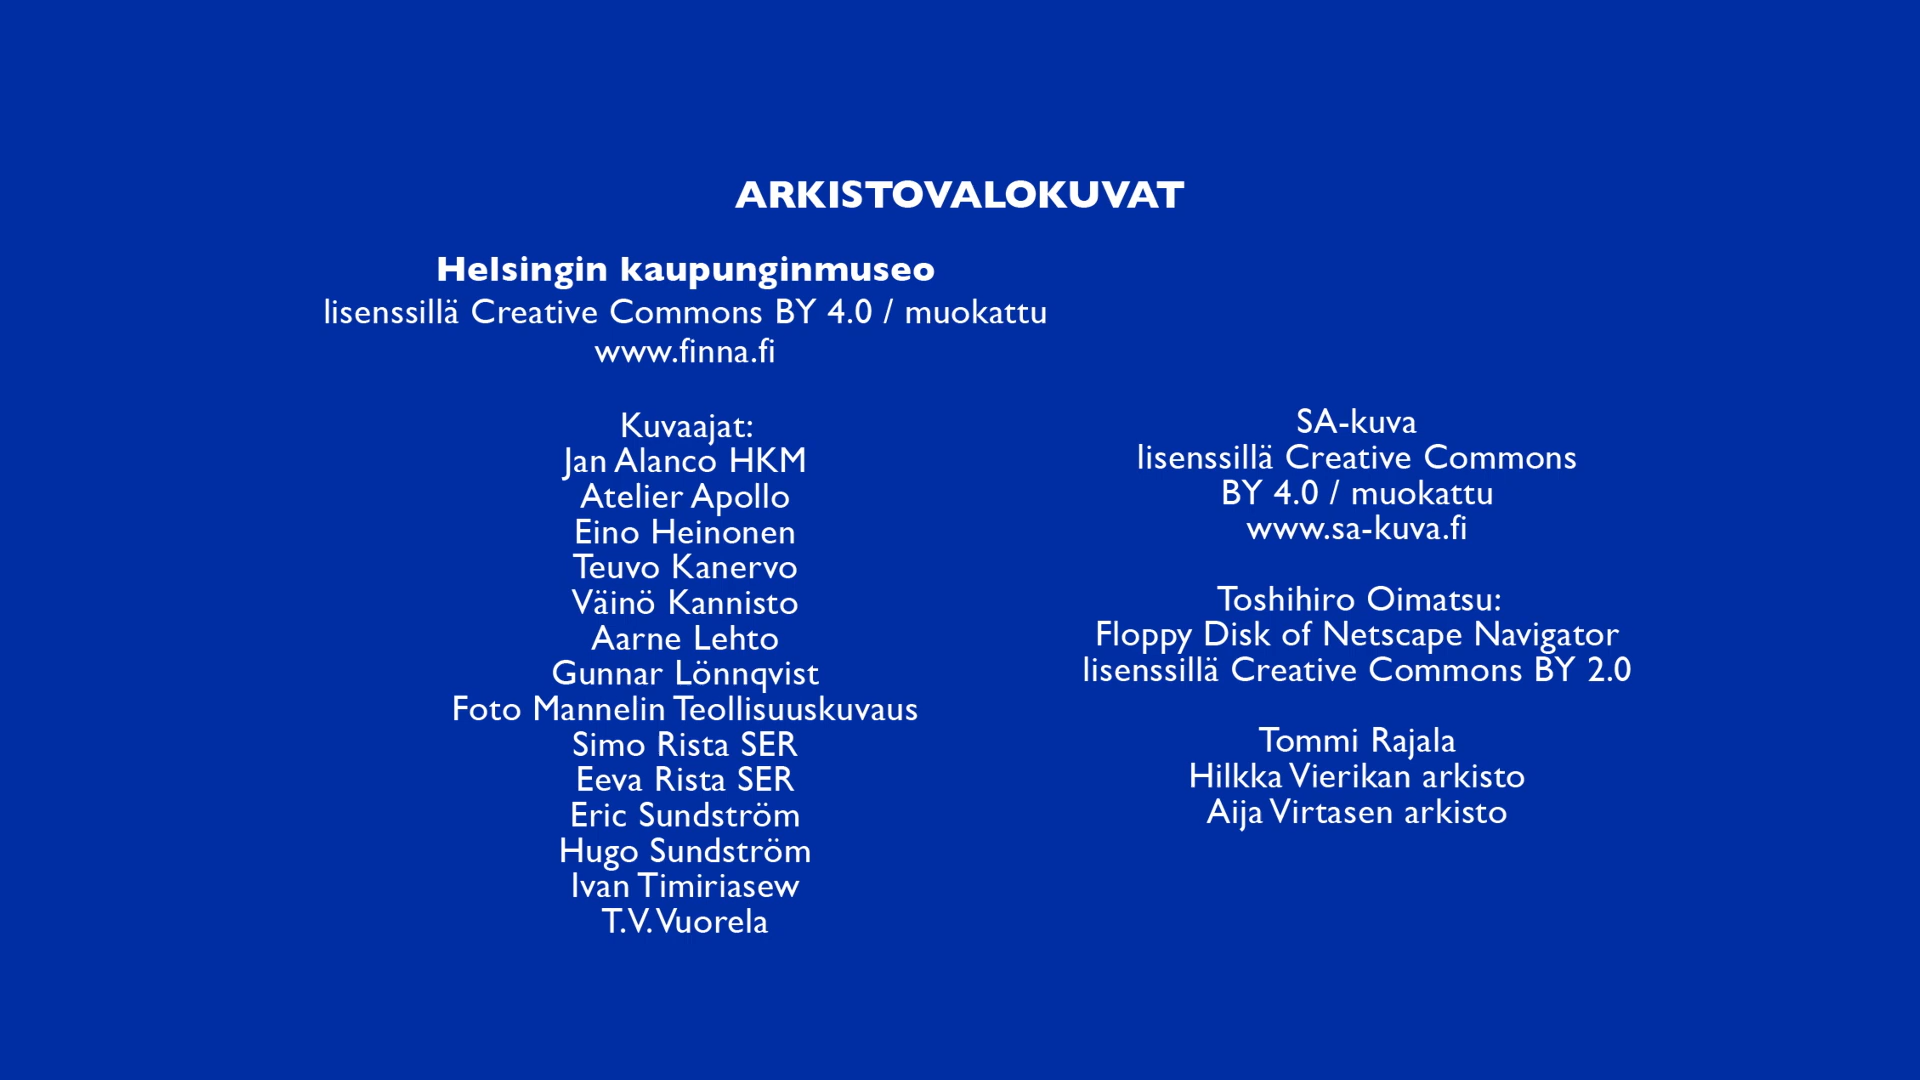 ARKISTOVALOKUVAT
Helsingin kaupunginmuseo
lisenssillä Creative Commons BY 4.0 / muokattu
www.finna.fi
Kuvaajat:
Jan Alanco HKM
Atelier Apollo
Eino Heinonen
Teuvo Kanervo
Väinö Kannisto
Aarne Lehto
Gunnar Lönnqvist
Foto Mannelin Teollisuuskuvaus
Simo Rista SER
Eeva Rista SER
Eric Sundström
Hugo Sundström
Ivan Timiriasew
T.V. Vuorela
SA-kuva
lisenssillä Creative Commons
BY 4.0 / muokattu
www.sa-kuva.fi
Toshihiro Oimatsu:
Floppy Disk of Netscape Navigator
lisenssillä Creative Commons BY 2.0
Tommi Rajala
Hilkka Vierikan arkisto
Aija Virtasen arkisto